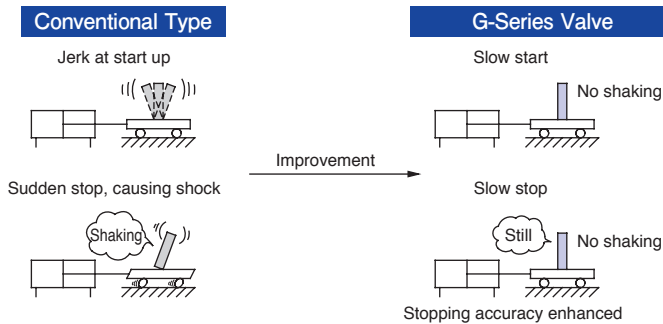 Conventional Type
Jerk at start up
Sudden stop, causing shock
Shaking
Improvement
G-Series Valve
Slow start
No shaking
Slow stop
Still
No shaking
Stopping accuracy enhanced